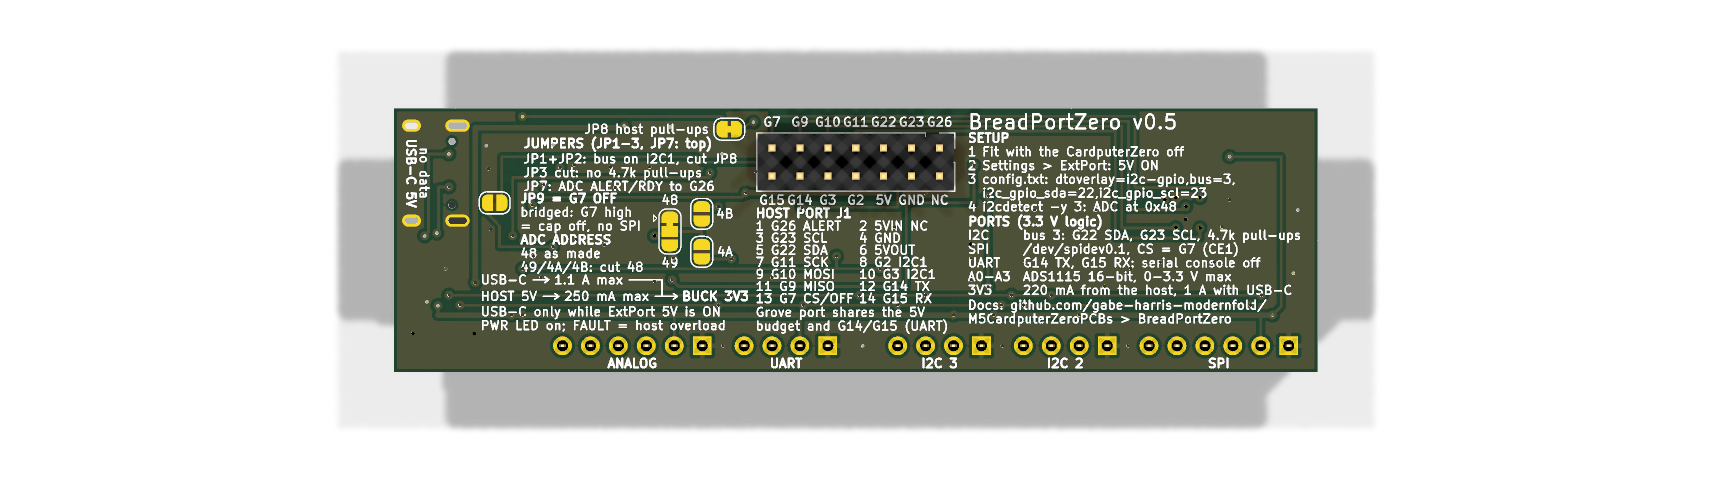 JP8 host pull-ups
JUMPERS (JP1-3, JP7: top)
JP1+JP2: bus on I2C1, cut JP8
JP3 cut: no 4.7k pull-ups
JP7: ADC ALERT/RDY to G26
JP9 = G7 OFF
bridged: G7 high
= cap off, no SPI
ADC ADDRESS
48 as made
49/4A/4B: cut 48
48
4B
4A
49
no data
USB-C 5V
USB-C → 1.1 A max
HOST 5V → 250 mA max → BUCK 3V3
USB-C only while ExtPort 5V is ON
PWR LED on; FAULT = host overload
G7 G9 G10 G11 G22 G23 G26
G15 G14 G3 G2 5V GND NC
HOST PORT J1
1 G26 ALERT 2 5VIN NC
3 G23 SCL 4 GND
5 G22 SDA 6 5VOUT
7 G11 SCK 8 G2 I2C1
9 G10 MOSI 10 G3 I2C1
11 G9 MISO 12 G14 TX
13 G7 CS/OFF 14 G15 RX
Grove port shares the 5V
budget and G14/G15 (UART)
BreadPortZero v0.5
SETUP
1 Fit with the CardputerZero off
2 Settings > ExtPort: 5V ON
3 config.txt: dtoverlay=i2c-gpio,bus=3,
i2c_gpio_sda=22,i2c_gpio_scl=23
4 i2cdetect -y 3: ADC at 0x48
PORTS (3.3 V logic)
I2C bus 3: G22 SDA, G23 SCL, 4.7k pull-ups
SPI /dev/spidev0.1, CS = G7 (CE1)
UART G14 TX, G15 RX: serial console off
A0-A3 ADS1115 16-bit, 0-3.3 V max
3V3 220 mA from the host, 1 A with USB-C
Docs: github.com/gabe-harris-modernfold/
M5CardputerZeroPCBs > BreadPortZero
ANALOG
UART
I2C 3
I2C 2
SPI